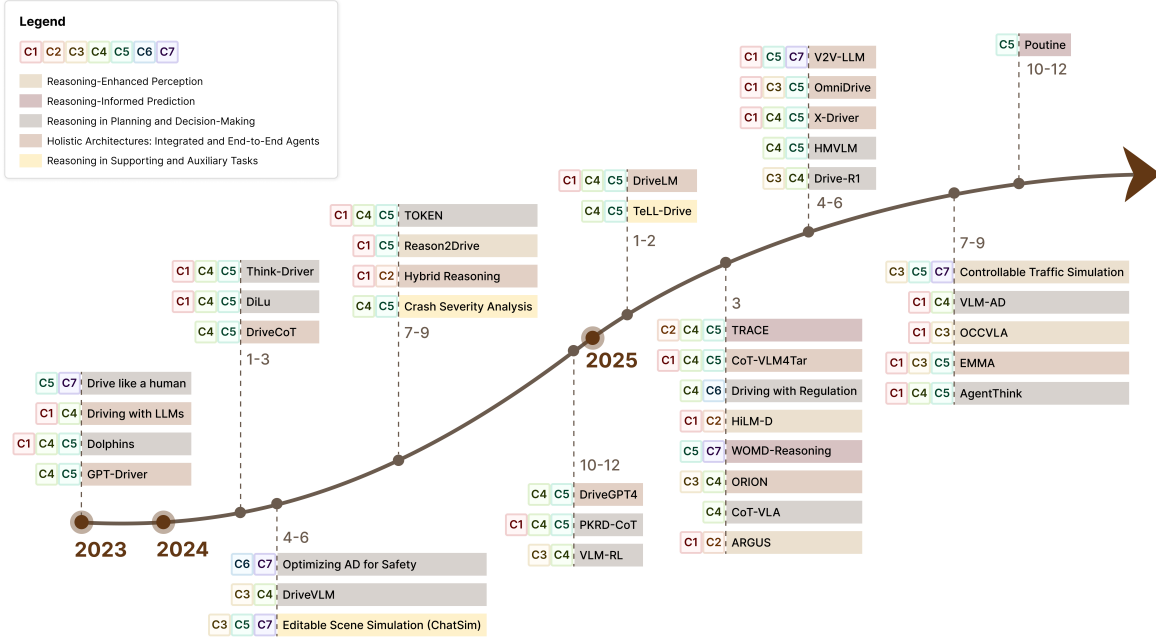 Legend
C1 C2 C3 C4 C5 C6 C7
Reasoning-Enhanced Perception
Reasoning-Informed Prediction
Reasoning in Planning and Decision-Making
Holistic Architectures: Integrated and End-to-End Agents
Reasoning in Supporting and Auxiliary Tasks
C5 C7 Drive like a human
C1 C4 Driving with LLMs
C1 C4 C5 Dolphins
C4 C5 GPT-Driver
2023
2024
C1 C4 C5 Think-Driver
C1 C4 C5 DiLu
C4 C5 DriveCoT
1-3
4-6
C6 C7 Optimizing AD for Safety
C3 C4 DriveVLM
C3 C5 C7 Editable Scene Simulation (ChatSim)
C1 C4 C5 TOKEN
C1 C5 Reason2Drive
C1 C2 Hybrid Reasoning
C4 C5 Crash Severity Analysis
7-9
10-12
C4 C5 DriveGPT4
C1 C4 C5 PKRD-CoT
C3 C4 VLM-RL
2025
C1 C4 C5 DriveLM
C4 C5 TeLL-Drive
1-2
3
C2 C4 C5 TRACE
C1 C4 C5 CoT-VLM4Tar
C4 C6 Driving with Regulation
C1 C2 HiLM-D
C5 C7 WOMD-Reasoning
C3 C4 ORION
C4 CoT-VLA
C1 C2 ARGUS
C1 C5 C7 V2V-LLM
C1 C3 C5 OmniDrive
C1 C4 C5 X-Driver
C4 C5 HMVLM
C3 C4 Drive-R1
4-6
7-9
C3 C5 C7 Controllable Traffic Simulation
C1 C4 VLM-AD
C1 C3 OCCVLA
C1 C3 C5 EMMA
C1 C4 C5 AgentThink
C5 Poutine
10-12